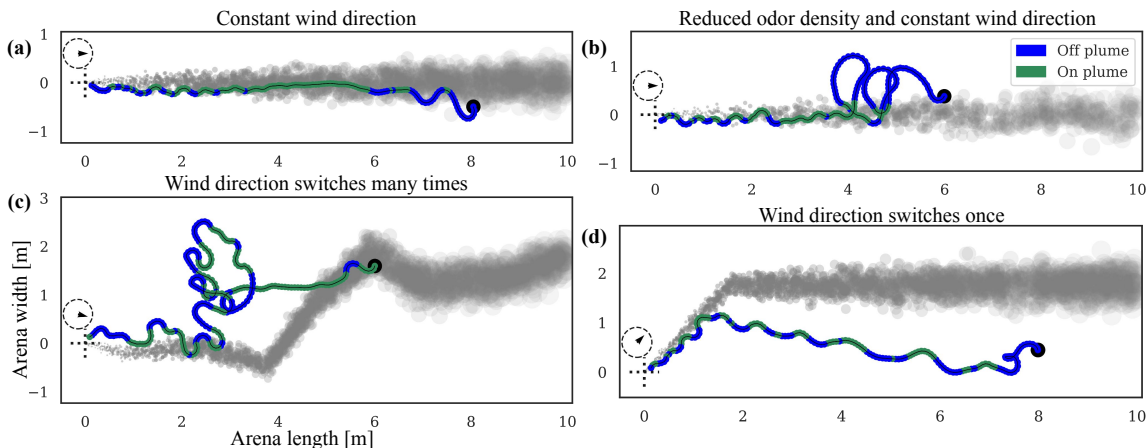 Constant wind direction
(a)
1
0
-1
0 2 4 6 8 10
Reduced odor density and constant wind direction
(b)
1
0
-1
Off plume
On plume
0 2 4 6 8 10
Wind direction switches many times
(c)
3
2
1
0
-1
Arena width [m]
0 2 4 6 8 10
Arena length [m]
Wind direction switches once
(d)
2
1
0
0 2 4 6 8 10